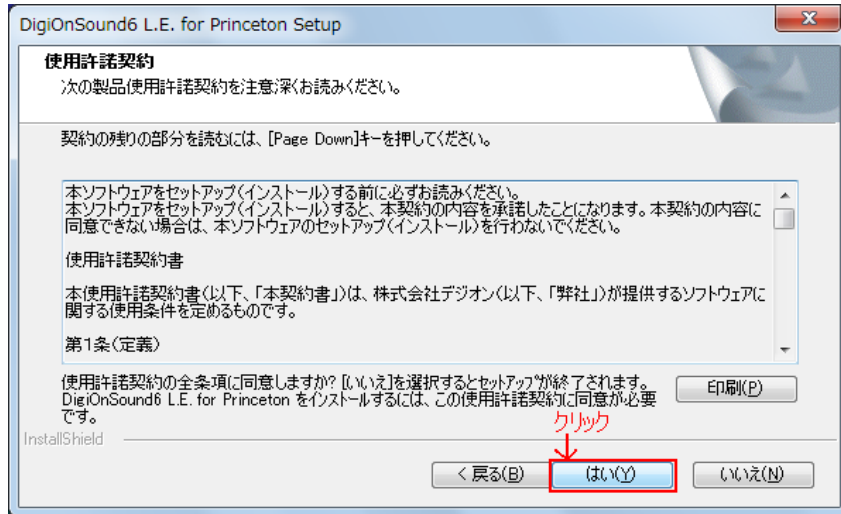 DigiOnSound6 L.E. for Princeton Setup
使用許諾契約
次の製品使用許諾契約を注意深くお読みください。
契約の残りの部分を読むには、[Page Down]キーを押してください。
本ソフトウェアをセットアップ(インストール)する前に必ずお読みください。
本ソフトウェアをセットアップ(インストール)すると、本契約の内容を承諾したことになります。本契約の内容に
同意できない場合は、本ソフトウェアのセットアップ(インストール)を行わないでください。
使用許諾契約書
本使用許諾契約書(以下、「本契約書」)は、株式会社デジオン(以下、「弊社」)が提供するソフトウェアに
関する使用条件を定めるものです。
第1条(定義)
使用許諾契約の全条項に同意しますか? [いいえ]を選択するとセットアップが終了されます。
DigiOnSound6 L.E. for Princeton をインストールするには、この使用許諾契約に同意が必要
です。
印刷(P)
クリック
InstallShield
< 戻る(B)
はい(Y)
いいえ(N)